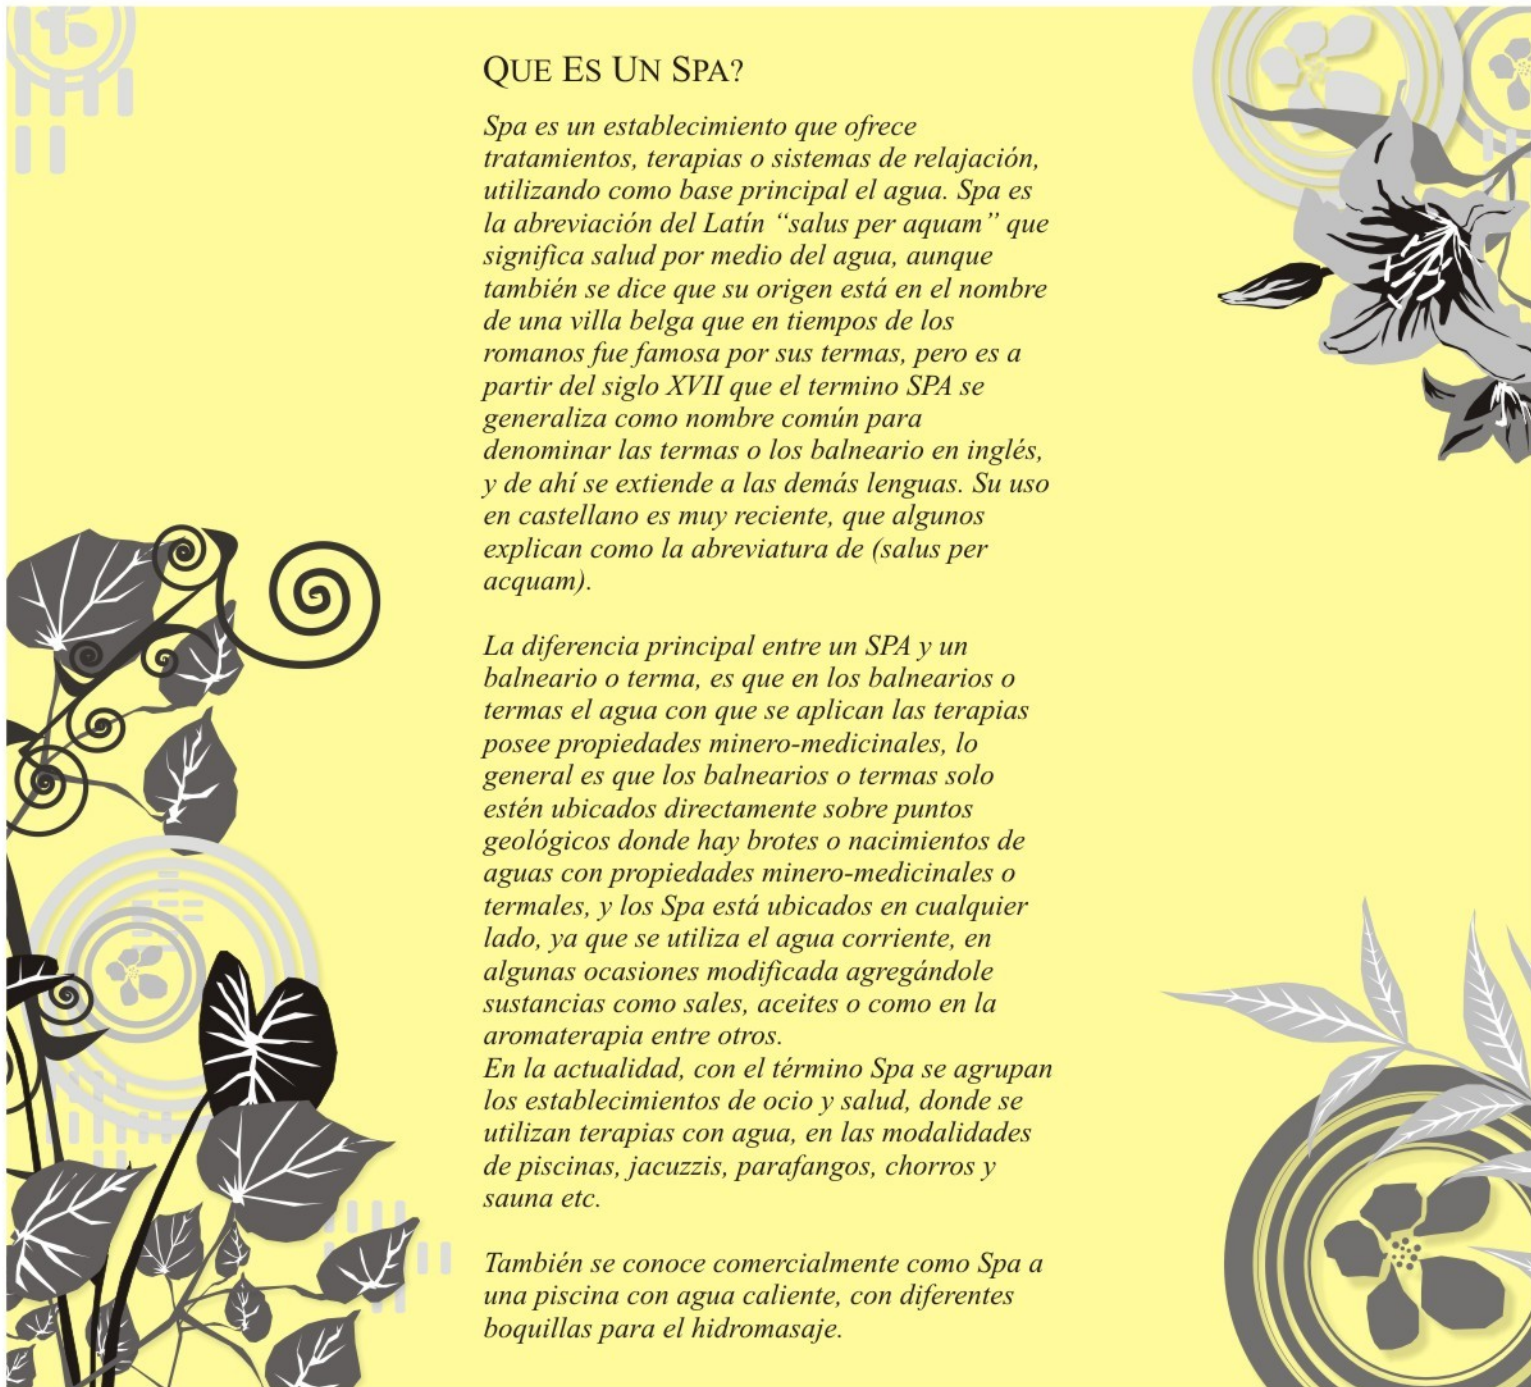 QUE ES UN SPA?
Spa es un establecimiento que ofrece
tratamientos, terapias o sistemas de relajación,
utilizando como base principal el agua. Spa es
la abreviación del Latín “salus per aquam” que
significa salud por medio del agua, aunque
también se dice que su origen está en el nombre
de una villa belga que en tiempos de los
romanos fue famosa por sus termas, pero es a
partir del siglo XVII que el termino SPA se
generaliza como nombre común para
denominar las termas o los balneario en inglés,
y de ahí se extiende a las demás lenguas. Su uso
en castellano es muy reciente, que algunos
explican como la abreviatura de (salus per
acquam).
La diferencia principal entre un SPA y un
balneario o terma, es que en los balnearios o
termas el agua con que se aplican las terapias
posee propiedades minero-medicinales, lo
general es que los balnearios o termas solo
estén ubicados directamente sobre puntos
geológicos donde hay brotes o nacimientos de
aguas con propiedades minero-medicinales o
termales, y los Spa está ubicados en cualquier
lado, ya que se utiliza el agua corriente, en
algunas ocasiones modificada agregándole
sustancias como sales, aceites o como en la
aromaterapia entre otros.
En la actualidad, con el término Spa se agrupan
los establecimientos de ocio y salud, donde se
utilizan terapias con agua, en las modalidades
de piscinas, jacuzzis, parafangos, chorros y
sauna etc.
También se conoce comercialmente como Spa a
una piscina con agua caliente, con diferentes
boquillas para el hidromasaje.